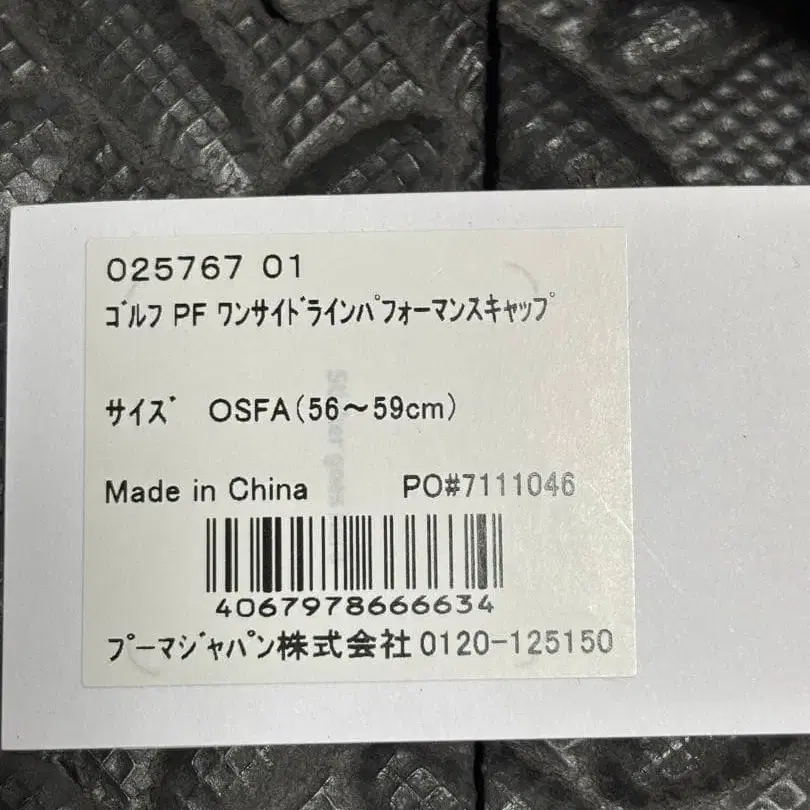 025767 01
ｺﾞﾙﾌ PF ﾜﾝｻｲﾄﾞﾗｲﾝﾊﾟﾌｫｰﾏﾝｽｷｬｯﾌﾟ
ｻｲｽﾞ OSFA(56～59cm)
Made in China PO#7111046
4067978666634
ﾌﾟｰﾏｼﾞｬﾊﾟﾝ株式会社 0120-125150